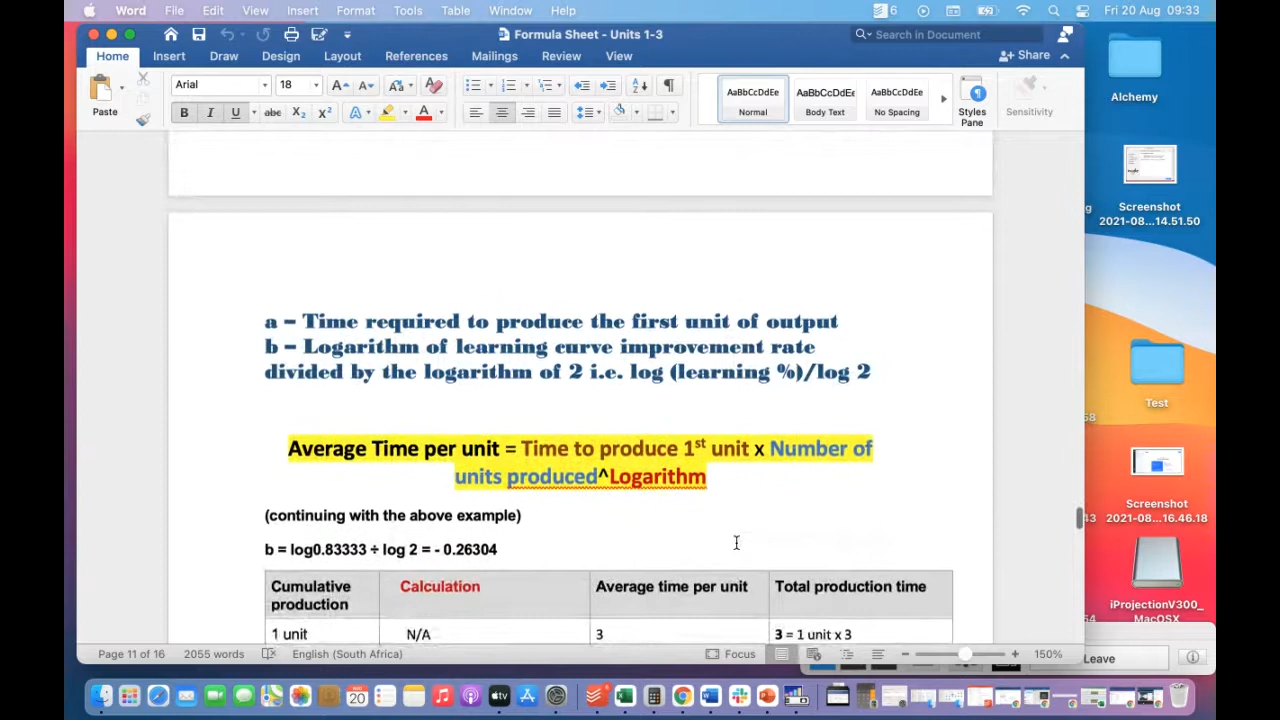 Word File Edit View Insert Format Tools Table Window Help 6 Fri 20 Aug 09:33
Formula Sheet - Units 1-3
Search in Document
Home Insert Draw Design Layout References Mailings Review View
Share
Paste
Arial 18
AaBbCcDdEe AaBbCcDdEe AaBbCcDdEe
Normal Body Text No Spacing
Styles Pane
Sensitivity
a – Time required to produce the first unit of output
b – Logarithm of learning curve improvement rate
divided by the logarithm of 2 i.e. log (learning %)/log 2
Average Time per unit = Time to produce 1st unit x Number of
units produced^Logarithm
(continuing with the above example)
b = log0.83333 ÷ log 2 = - 0.26304
Cumulative production Calculation Average time per unit Total production time
1 unit N/A 3 3 = 1 unit x 3
Page 11 of 16 2055 words English (South Africa) Focus 150%
Alchemy
Screenshot
2021-08...14.51.50
Test
Screenshot
2021-08...16.46.18
iProjectionV300_
MacOSX
Leave